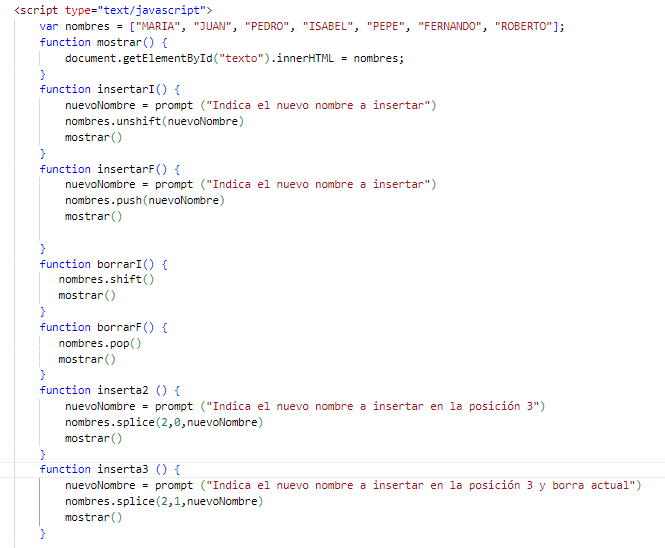 <script type="text/javascript">
var nombres = ["MARIA", "JUAN", "PEDRO", "ISABEL", "PEPE", "FERNANDO", "ROBERTO"];
function mostrar() {
document.getElementById("texto").innerHTML = nombres;
}
function insertarI() {
nuevoNombre = prompt ("Indica el nuevo nombre a insertar")
nombres.unshift(nuevoNombre)
mostrar()
}
function insertarF() {
nuevoNombre = prompt ("Indica el nuevo nombre a insertar")
nombres.push(nuevoNombre)
mostrar()
}
function borrarI() {
nombres.shift()
mostrar()
}
function borrarF() {
nombres.pop()
mostrar()
}
function inserta2 () {
nuevoNombre = prompt ("Indica el nuevo nombre a insertar en la posición 3")
nombres.splice(2,0,nuevoNombre)
mostrar()
}
function inserta3 () {
nuevoNombre = prompt ("Indica el nuevo nombre a insertar en la posición 3 y borra actual")
nombres.splice(2,1,nuevoNombre)
mostrar()
}